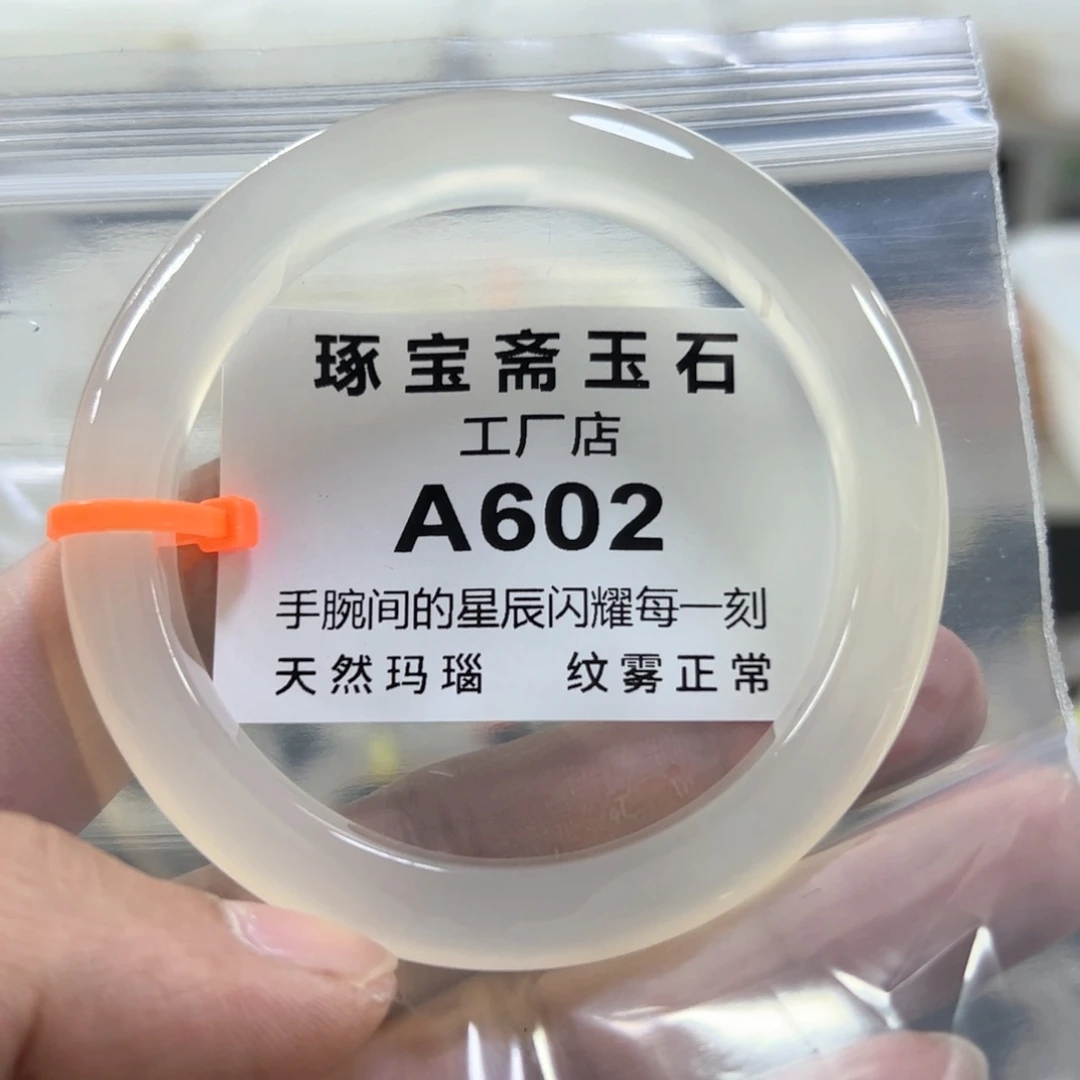 琢宝斋玉石
工厂店
A602
手腕间的星辰闪耀每一刻
天然玛瑙 纹雾正常